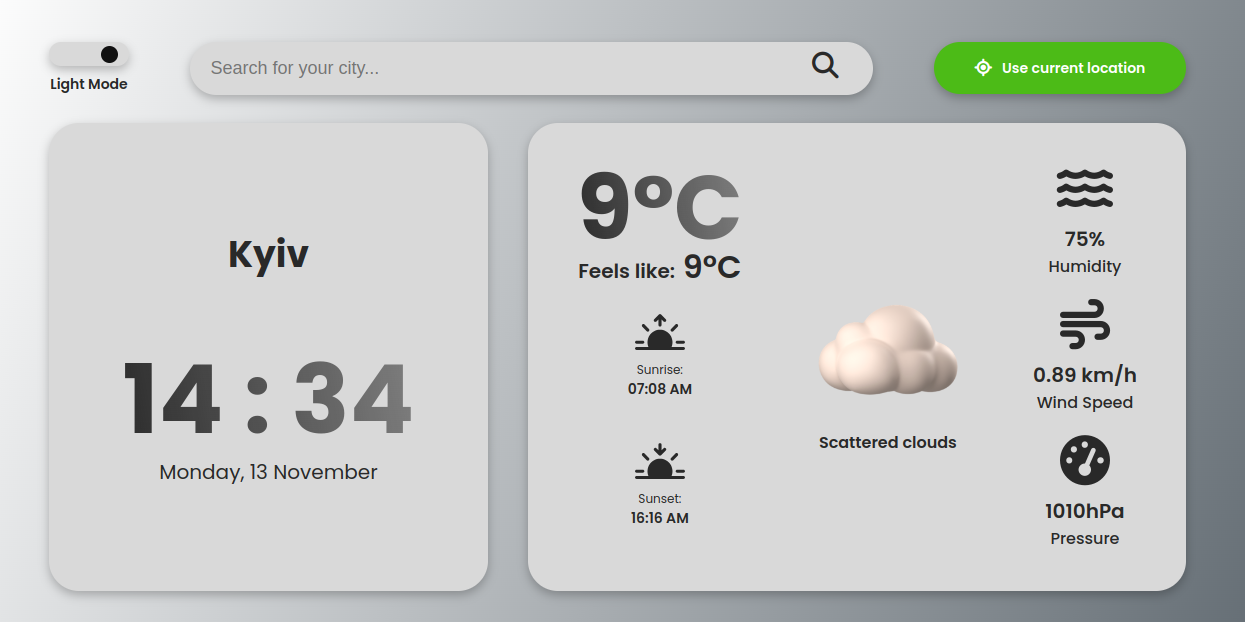 Light Mode
Search for your city...
Use current location
Kyiv
14 : 34
Monday, 13 November
9°C
Feels like: 9°C
Sunrise:
07:08 AM
Sunset:
16:16 AM
Scattered clouds
75%
Humidity
0.89 km/h
Wind Speed
1010hPa
Pressure